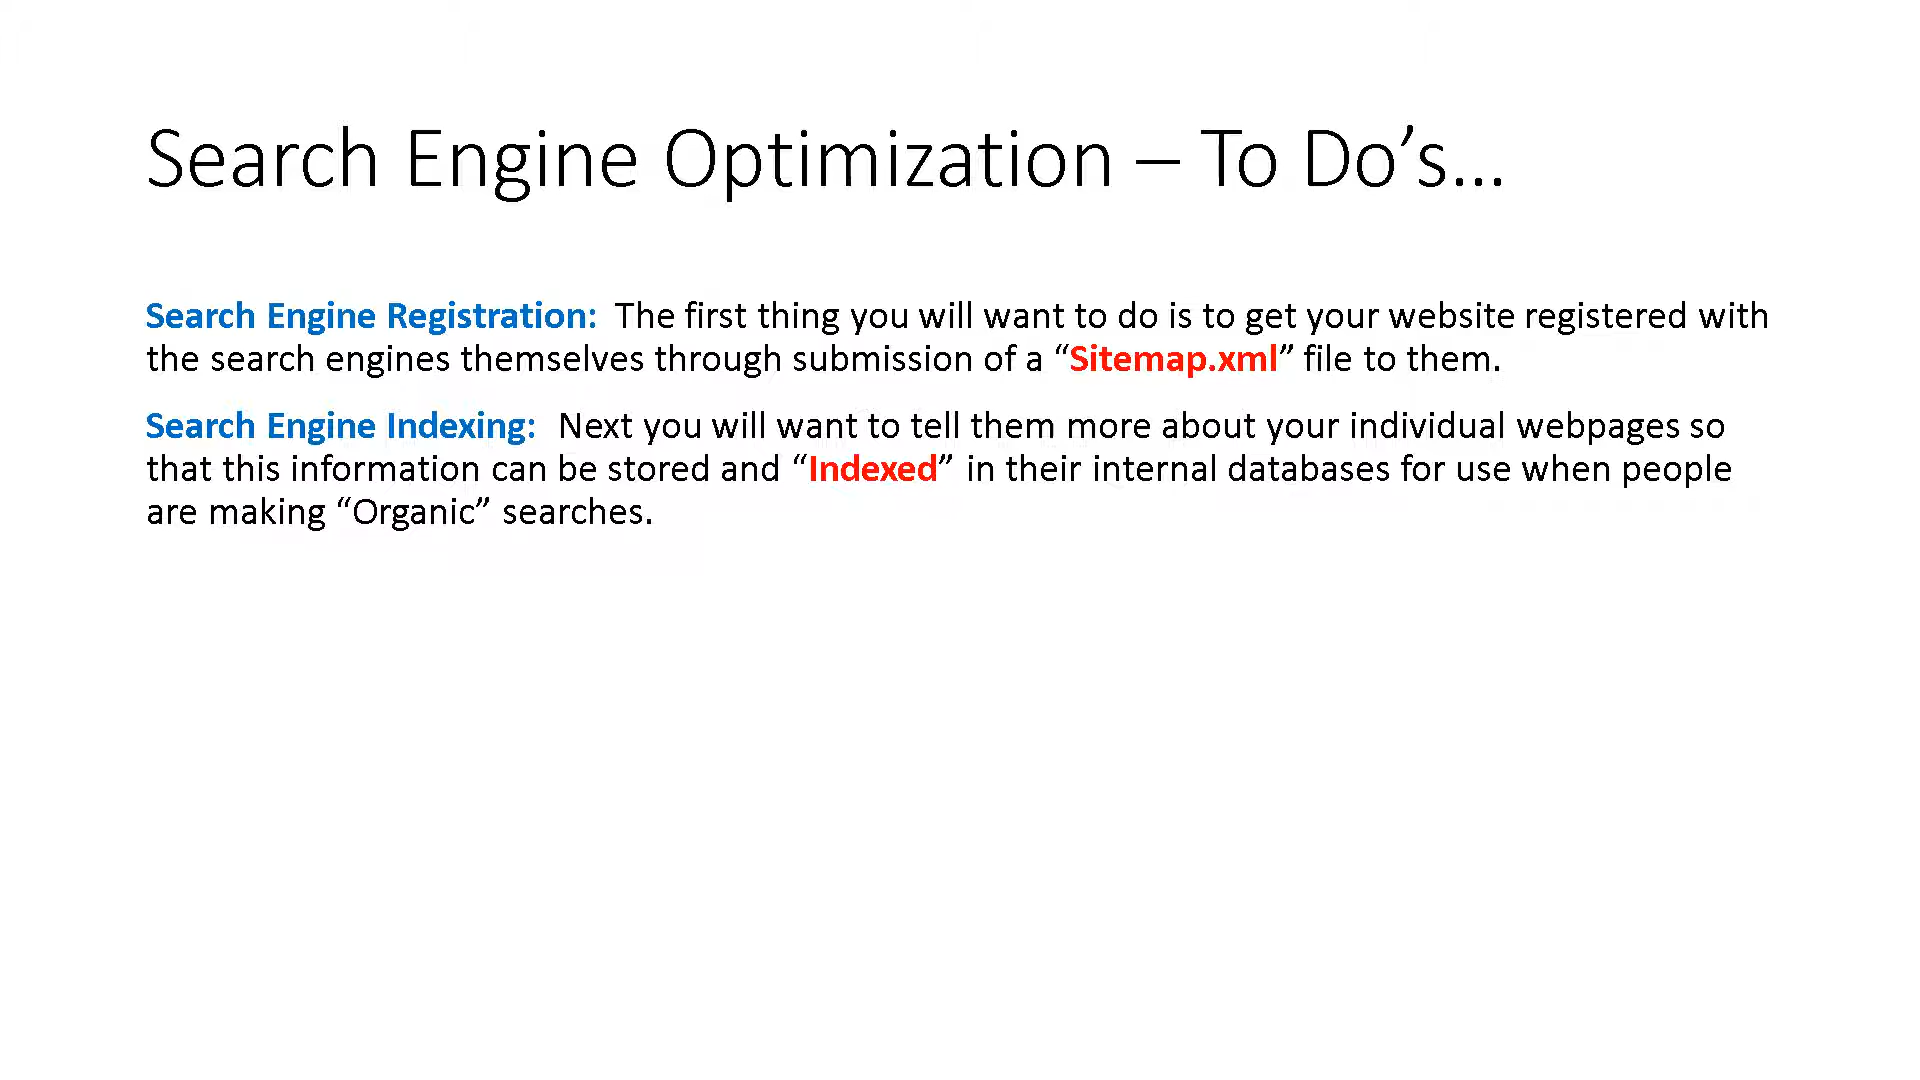 Search Engine Optimization – To Do’s…
Search Engine Registration:  The first thing you will want to do is to get your website registered with
the search engines themselves through submission of a “Sitemap.xml” file to them.
Search Engine Indexing:  Next you will want to tell them more about your individual webpages so
that this information can be stored and “Indexed” in their internal databases for use when people
are making “Organic” searches.